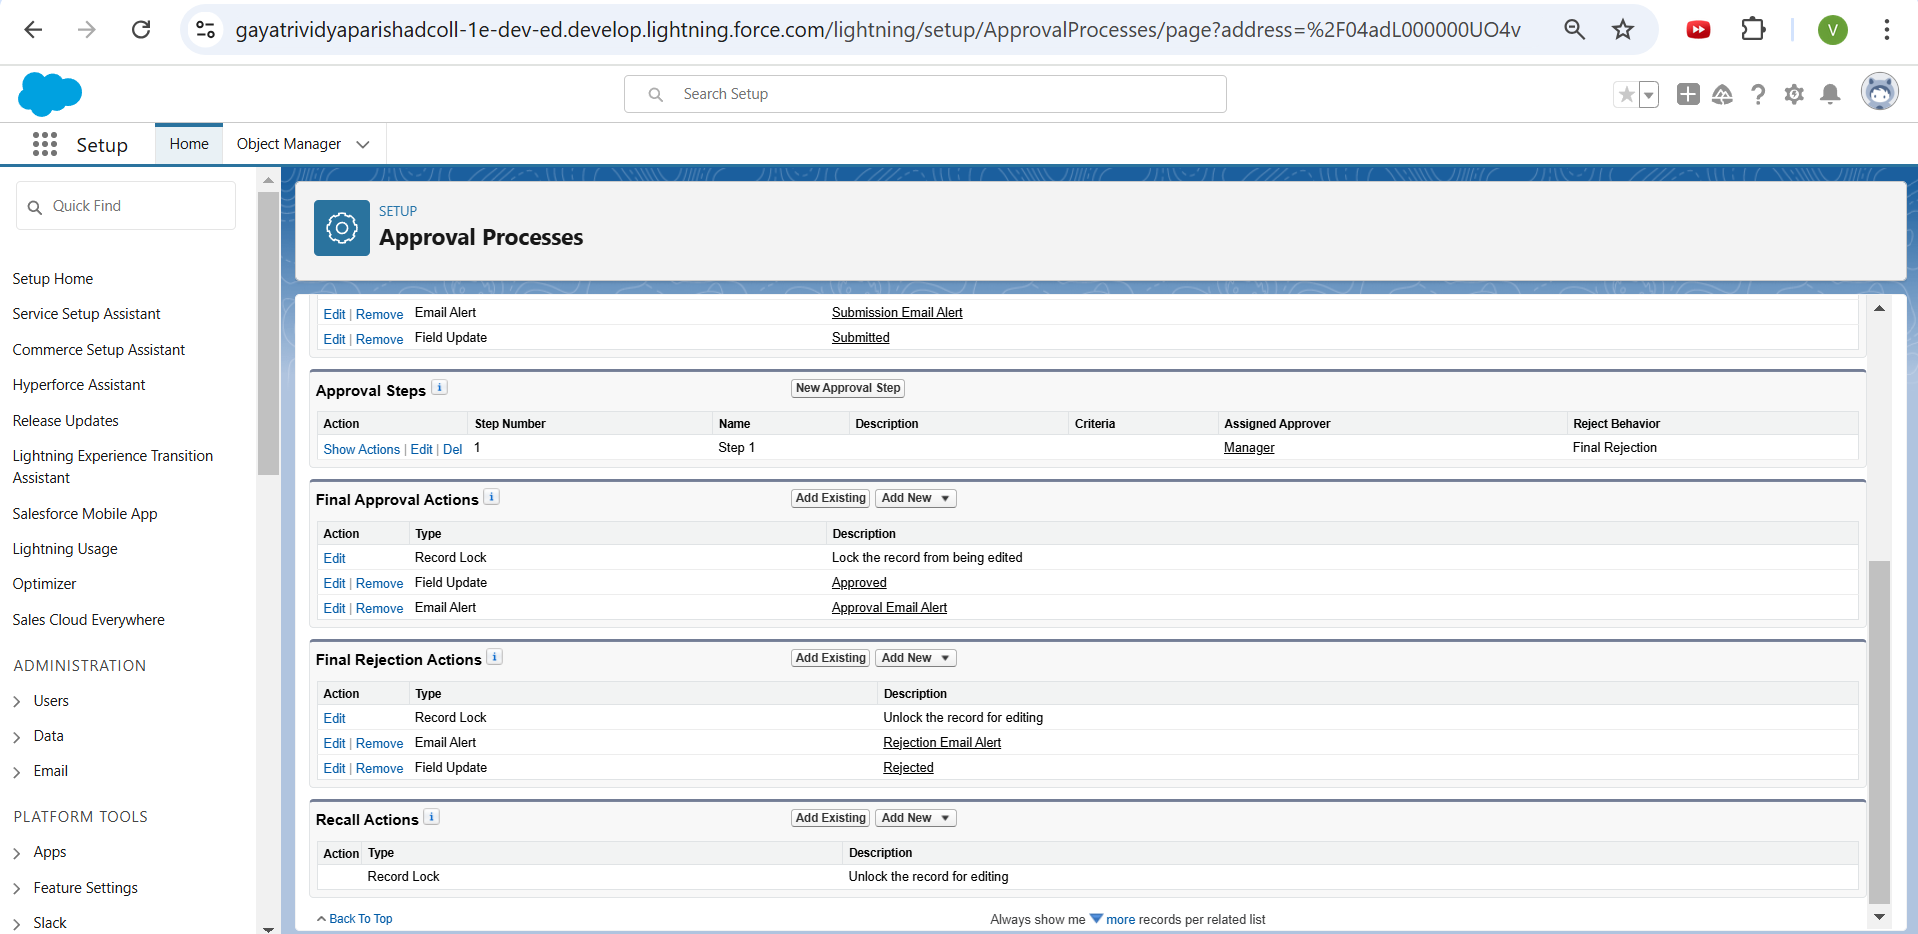 gayatrividyaparishadcoll-1e-dev-ed.develop.lightning.force.com/lightning/setup/ApprovalProcesses/page?address=%2F04adL000000UO4v
V
Search Setup
Setup
Home
Object Manager
Quick Find
Setup Home
Service Setup Assistant
Commerce Setup Assistant
Hyperforce Assistant
Release Updates
Lightning Experience Transition
Assistant
Salesforce Mobile App
Lightning Usage
Optimizer
Sales Cloud Everywhere
ADMINISTRATION
Users
Data
Email
PLATFORM TOOLS
Apps
Feature Settings
Slack
SETUP
Approval Processes
Edit | Remove Email Alert Submission Email Alert
Edit | Remove Field Update Submitted
Approval Steps i New Approval Step
Action Step Number Name Description Criteria Assigned Approver Reject Behavior
Show Actions | Edit | Del 1 Step 1 Manager Final Rejection
Final Approval Actions i Add Existing Add New
Action Type Description
Edit Record Lock Lock the record from being edited
Edit | Remove Field Update Approved
Edit | Remove Email Alert Approval Email Alert
Final Rejection Actions i Add Existing Add New
Action Type Description
Edit Record Lock Unlock the record for editing
Edit | Remove Email Alert Rejection Email Alert
Edit | Remove Field Update Rejected
Recall Actions i Add Existing Add New
Action Type Description
Record Lock Unlock the record for editing
Back To Top Always show me more records per related list